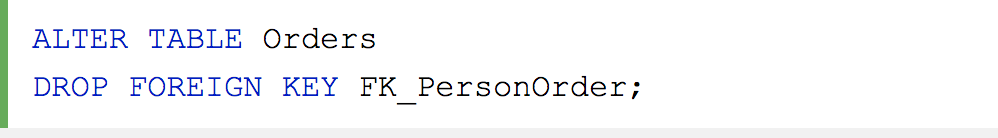 ALTER TABLE Orders
DROP FOREIGN KEY FK_PersonOrder;